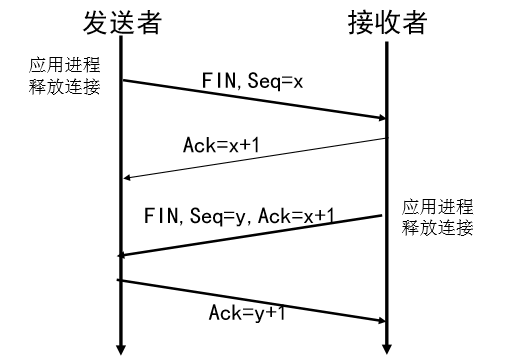 发送者
接收者
应用进程
释放连接
FIN,Seq=x
Ack=x+1
FIN,Seq=y,Ack=x+1
应用进程
释放连接
Ack=y+1